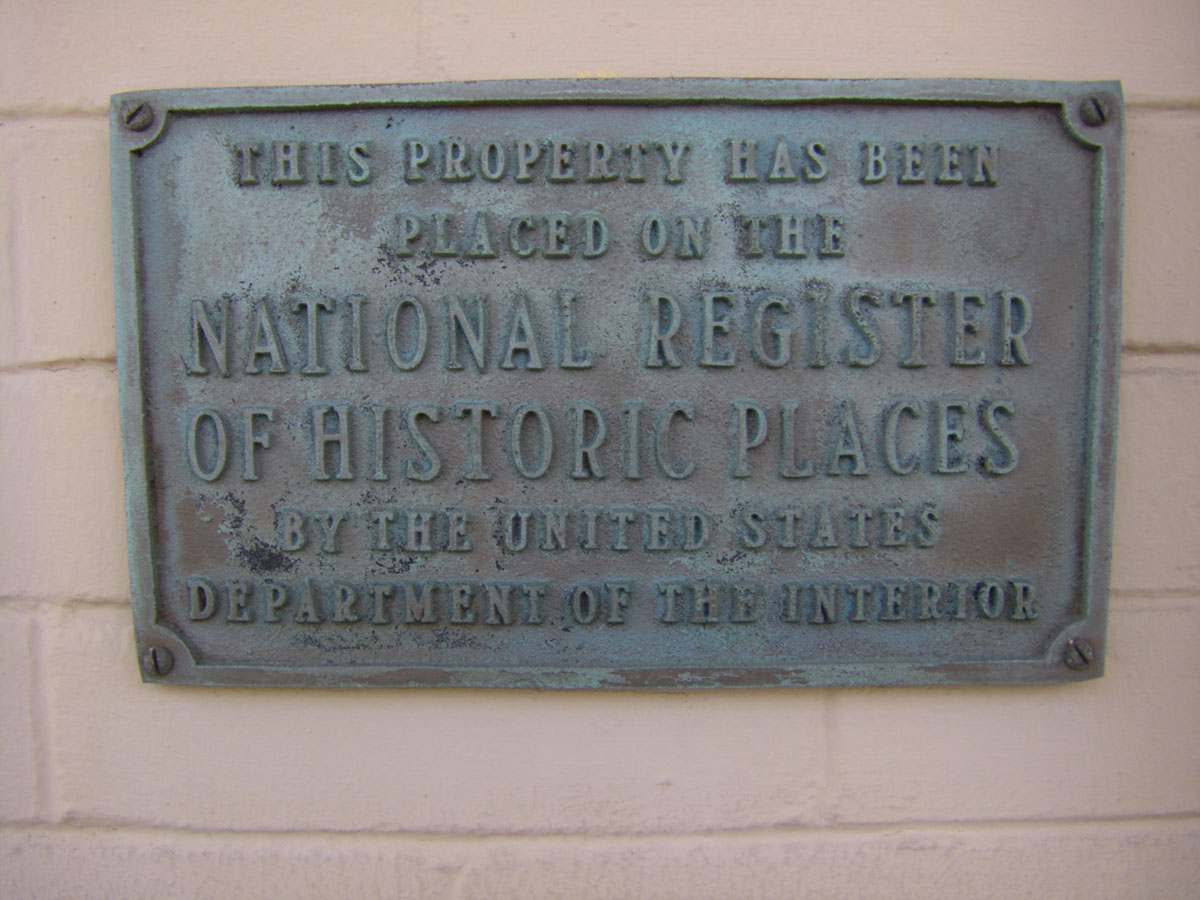 THIS PROPERTY HAS BEEN
PLACED ON THE
NATIONAL REGISTER
OF HISTORIC PLACES
BY THE UNITED STATES
DEPARTMENT OF THE INTERIOR